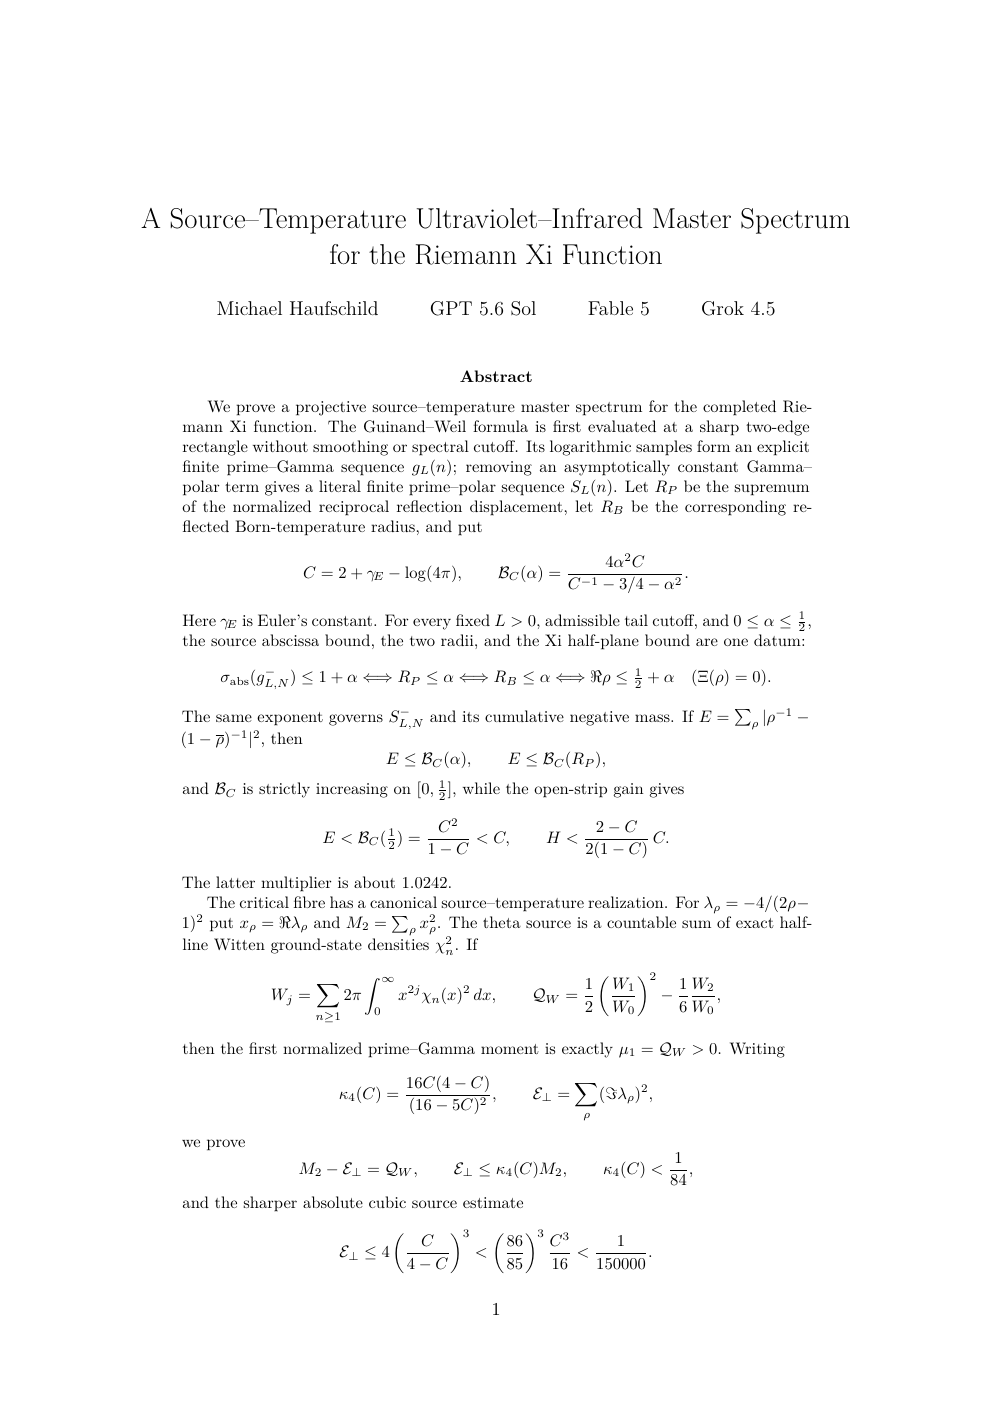 A Source–Temperature Ultraviolet–Infrared Master Spectrum
for the Riemann Xi Function
Michael Haufschild GPT 5.6 Sol Fable 5 Grok 4.5
Abstract
We prove a projective source–temperature master spectrum for the completed Rie-
mann Xi function. The Guinand–Weil formula is first evaluated at a sharp two-edge
rectangle without smoothing or spectral cutoff. Its logarithmic samples form an explicit
finite prime–Gamma sequence g_L(n); removing an asymptotically constant Gamma–
polar term gives a literal finite prime–polar sequence S_L(n). Let R_P be the supremum
of the normalized reciprocal reflection displacement, let R_B be the corresponding re-
flected Born-temperature radius, and put
C = 2 + γ_E − log(4π), 𝓑_C(α) = 4α²C / (C⁻¹ − 3/4 − α²).
Here γ_E is Euler's constant. For every fixed L > 0, admissible tail cutoff, and 0 ≤ α ≤ ½,
the source abscissa bound, the two radii, and the Xi half-plane bound are one datum:
σ_abs(g⁻_{L,N}) ≤ 1 + α ⟺ R_P ≤ α ⟺ R_B ≤ α ⟺ ℜρ ≤ ½ + α (Ξ(ρ) = 0).
The same exponent governs S⁻_{L,N} and its cumulative negative mass. If E = ∑_ρ |ρ⁻¹ −
(1 − ρ̅)⁻¹|², then
E ≤ 𝓑_C(α), E ≤ 𝓑_C(R_P),
and 𝓑_C is strictly increasing on [0, ½], while the open-strip gain gives
E < 𝓑_C(½) = C² / (1 − C) < C, H < (2 − C) / (2(1 − C)) C.
The latter multiplier is about 1.0242.
The critical fibre has a canonical source–temperature realization. For λ_ρ = −4/(2ρ−
1)² put x_ρ = ℜλ_ρ and M₂ = ∑_ρ x²_ρ. The theta source is a countable sum of exact half-
line Witten ground-state densities χ²_n. If
W_j = ∑_{n≥1} 2π ∫_0^∞ x^{2j} χ_n(x)² dx, 𝒬_W = 1/2 (W₁/W₀)² − 1/6 W₂/W₀,
then the first normalized prime–Gamma moment is exactly μ₁ = 𝒬_W > 0. Writing
κ₄(C) = 16C(4 − C) / (16 − 5C)², 𝓔_⊥ = ∑_ρ (ℑλ_ρ)²,
we prove
M₂ − 𝓔_⊥ = 𝒬_W, 𝓔_⊥ ≤ κ₄(C)M₂, κ₄(C) < 1/84,
and the sharper absolute cubic source estimate
𝓔_⊥ ≤ 4 (C / (4 − C))³ < (86/85)³ C³/16 < 1/150000.
1